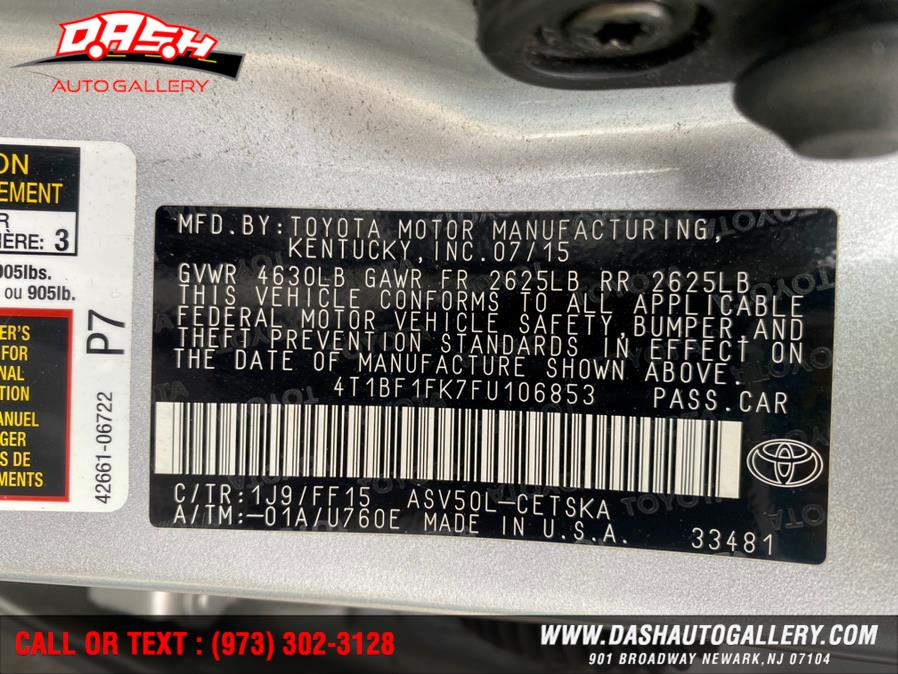 DASH
AUTO GALLERY
ON
EMENT
R
IÈRE: 3
905lbs.
ou 905lb.
ER'S
FOR
NAL
TION
ANUEL
GER
S DE
MENTS
P7
42661-06722
MFD.BY:TOYOTA MOTOR MANUFACTURING,
KENTUCKY, INC.07/15
GVWR 4630LB GAWR FR 2625LB RR 2625LB
THIS VEHICLE CONFORMS TO ALL APPLICABLE
FEDERAL MOTOR VEHICLE SAFETY,BUMPER,AND
THEFT PREVENTION STANDARDS IN EFFECT ON
THE DATE OF MANUFACTURE SHOWN ABOVE.
4T1BF1FK7FU106853 PASS.CAR
C/TR:1J9/FF15 ASV50L-CETSKA
A/TM:-01A/U760E MADE IN U.S.A.
33481
CALL OR TEXT : (973) 302-3128
WWW.DASHAUTOGALLERY.COM
901 BROADWAY NEWARK,NJ 07104